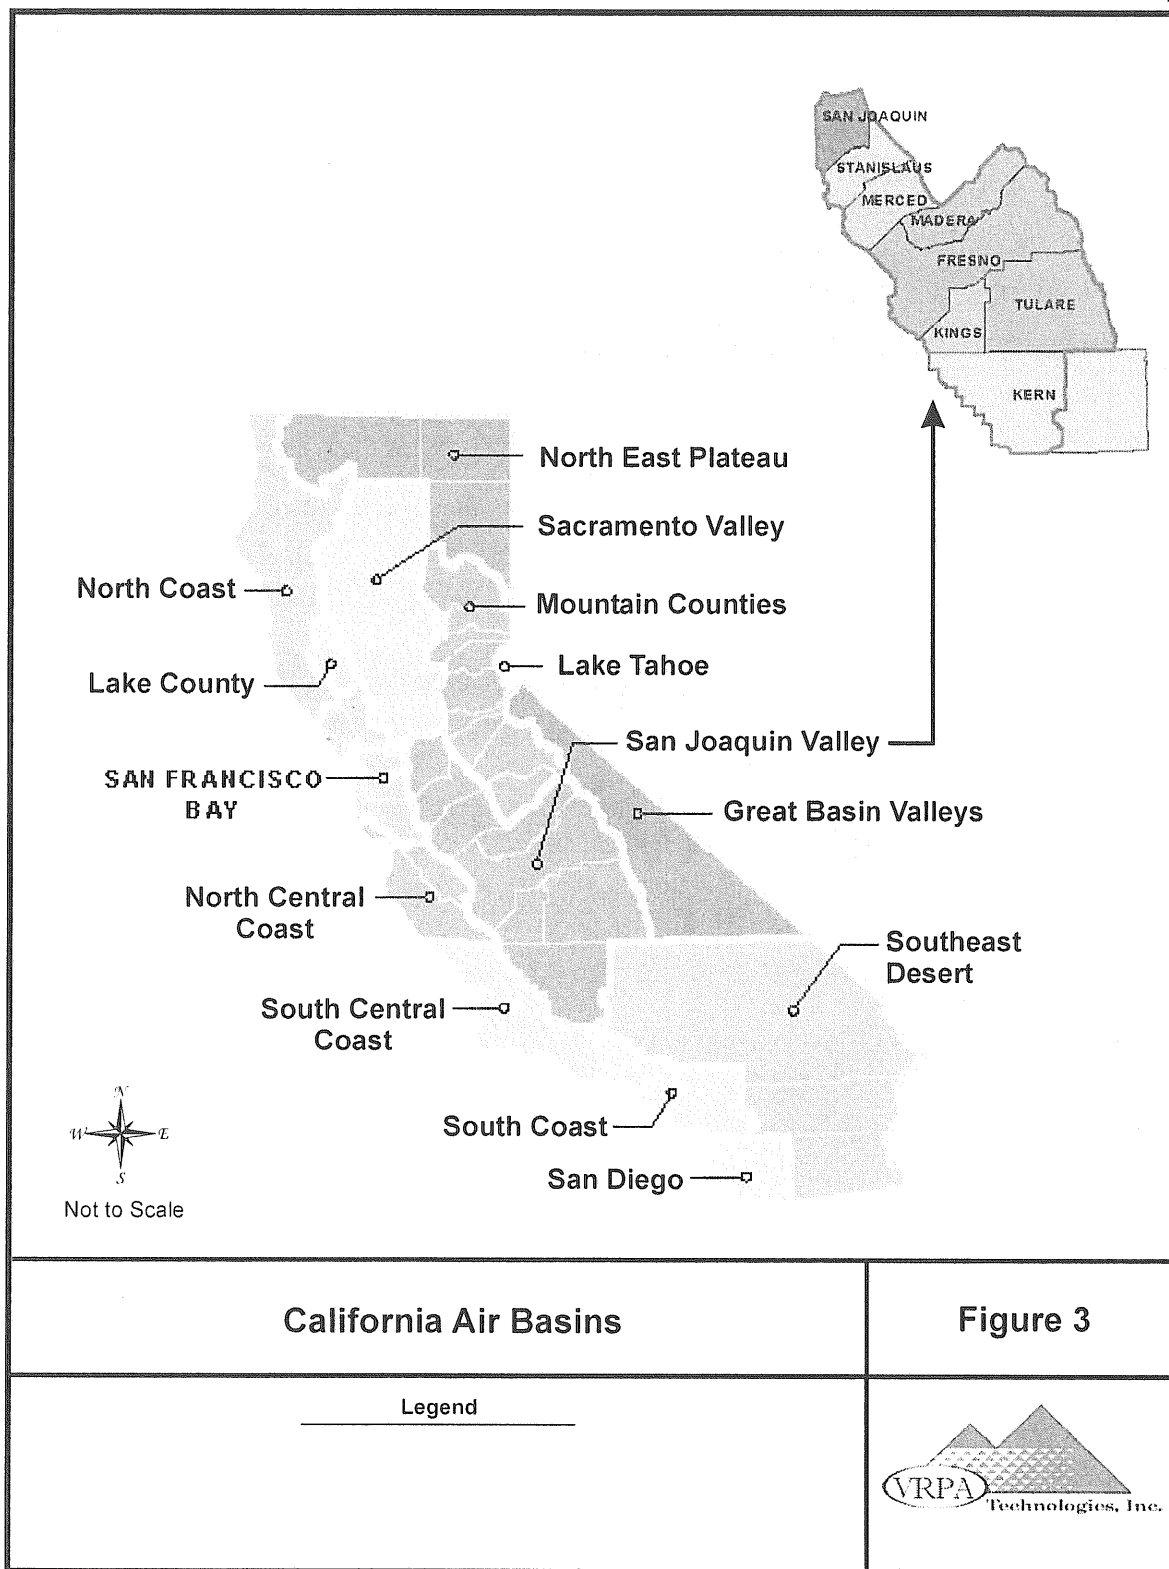 SAN JOAQUIN
STANISLAUS
MERCED
MADERA
FRESNO
TULARE
KINGS
KERN
North East Plateau
Sacramento Valley
North Coast
Mountain Counties
Lake Tahoe
Lake County
San Joaquin Valley
SAN FRANCISCO
BAY
Great Basin Valleys
North Central
Coast
Southeast
Desert
South Central
Coast
South Coast
San Diego
N
W E
S
Not to Scale
California Air Basins
Figure 3
Legend
VRPA
Technologies, Inc.